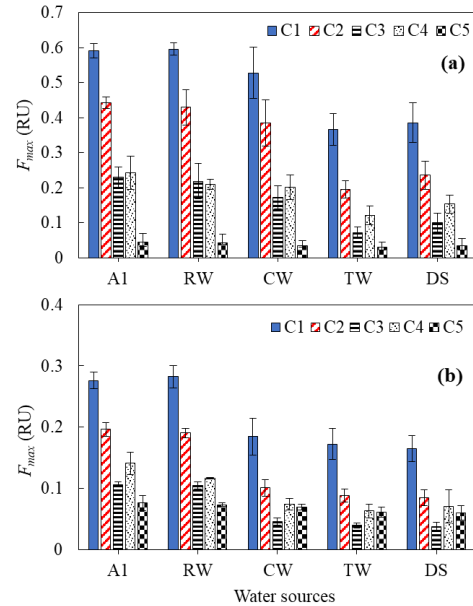 0.7
C1 C2 C3 C4 C5
0.6
(a)
0.5
0.4
0.3
0.2
0.1
0
Fmax (RU)
A1 RW CW TW DS
0.4
C1 C2 C3 C4 C5
0.3
(b)
0.2
0.1
0
Fmax (RU)
A1 RW CW TW DS
Water sources